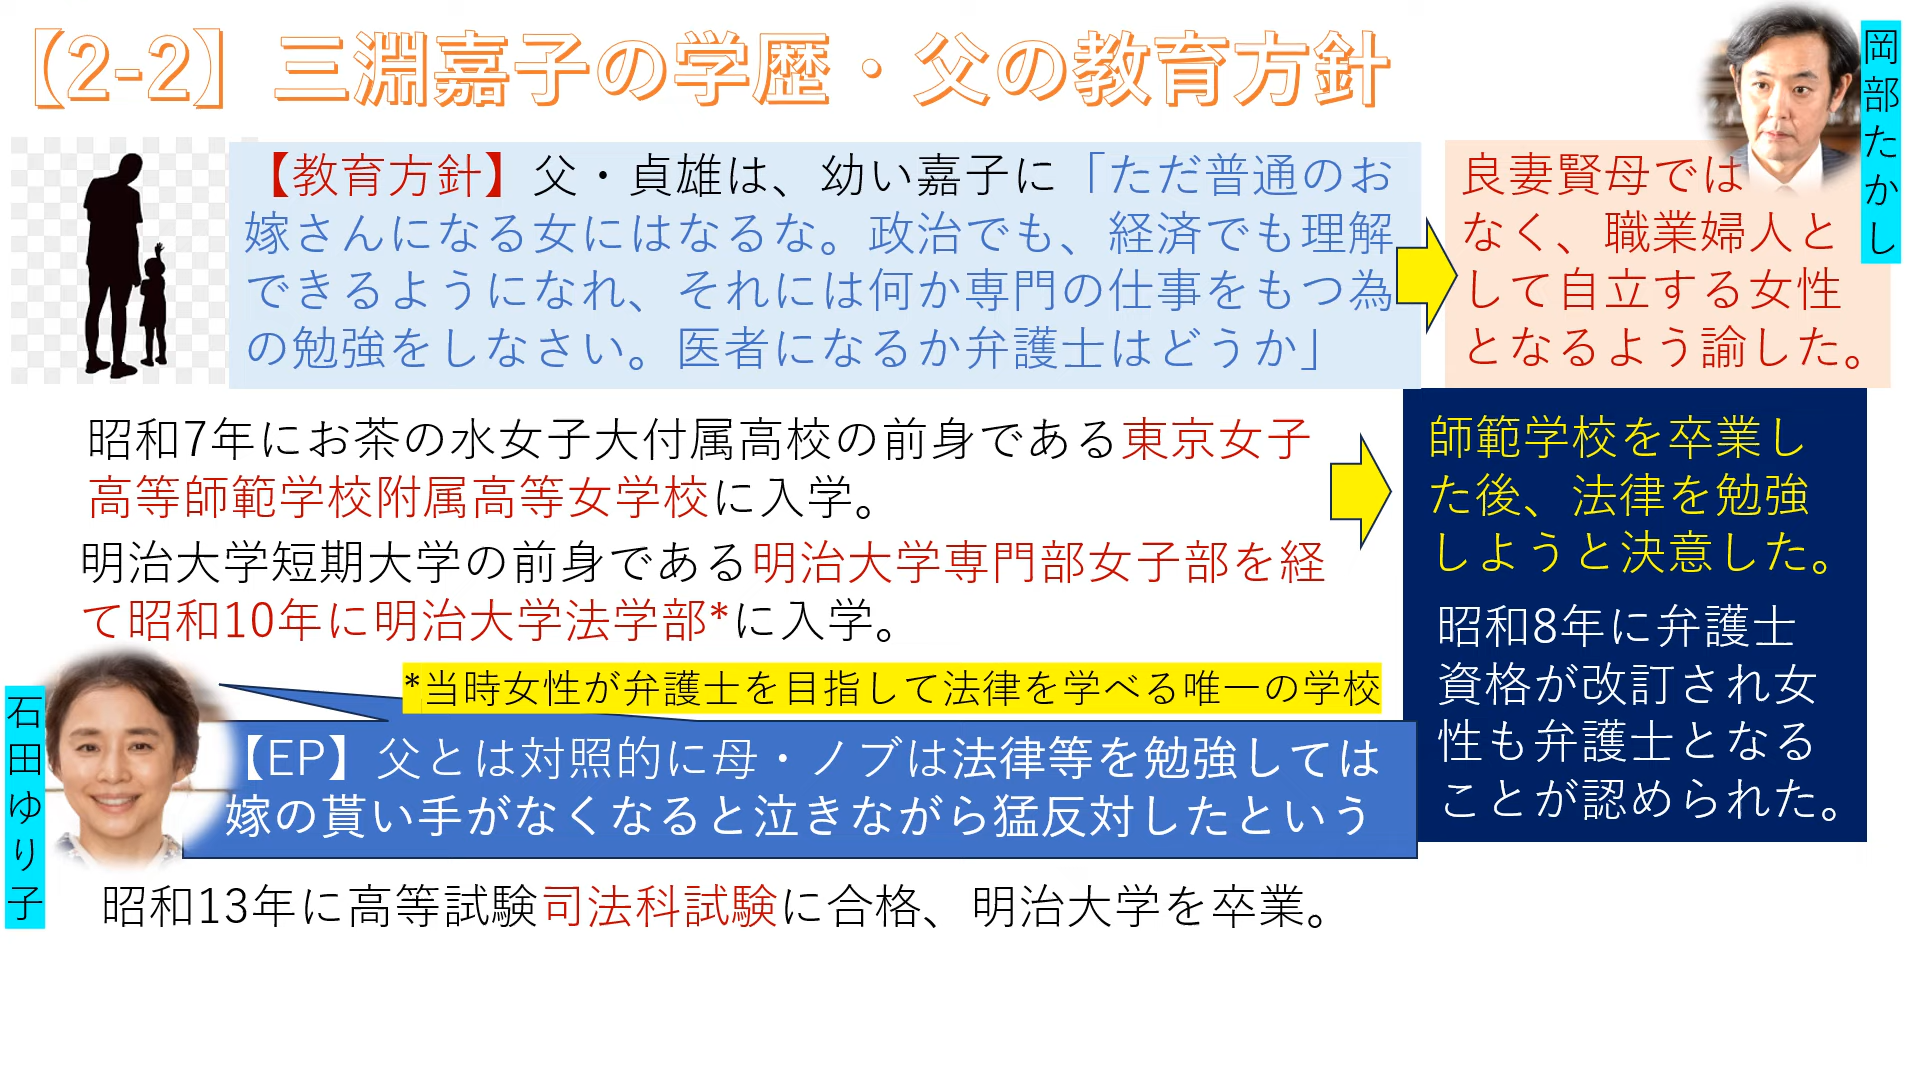 【2-2】三淵嘉子の学歴・父の教育方針
岡部たかし
【教育方針】父・貞雄は、幼い嘉子に「ただ普通のお
嫁さんになる女にはなるな。政治でも、経済でも理解
できるようになれ、それには何か専門の仕事をもつ為
の勉強をしなさい。医者になるか弁護士はどうか」
良妻賢母では
なく、職業婦人と
して自立する女性
となるよう諭した。
昭和7年にお茶の水女子大付属高校の前身である東京女子
高等師範学校附属高等女学校に入学。
明治大学短期大学の前身である明治大学専門部女子部を経
て昭和10年に明治大学法学部*に入学。
師範学校を卒業し
た後、法律を勉強
しようと決意した。
昭和8年に弁護士
資格が改訂され女
性も弁護士となる
ことが認められた。
*当時女性が弁護士を目指して法律を学べる唯一の学校
石田ゆり子
【EP】父とは対照的に母・ノブは法律等を勉強しては
嫁の貰い手がなくなると泣きながら猛反対したという
昭和13年に高等試験司法科試験に合格、明治大学を卒業。